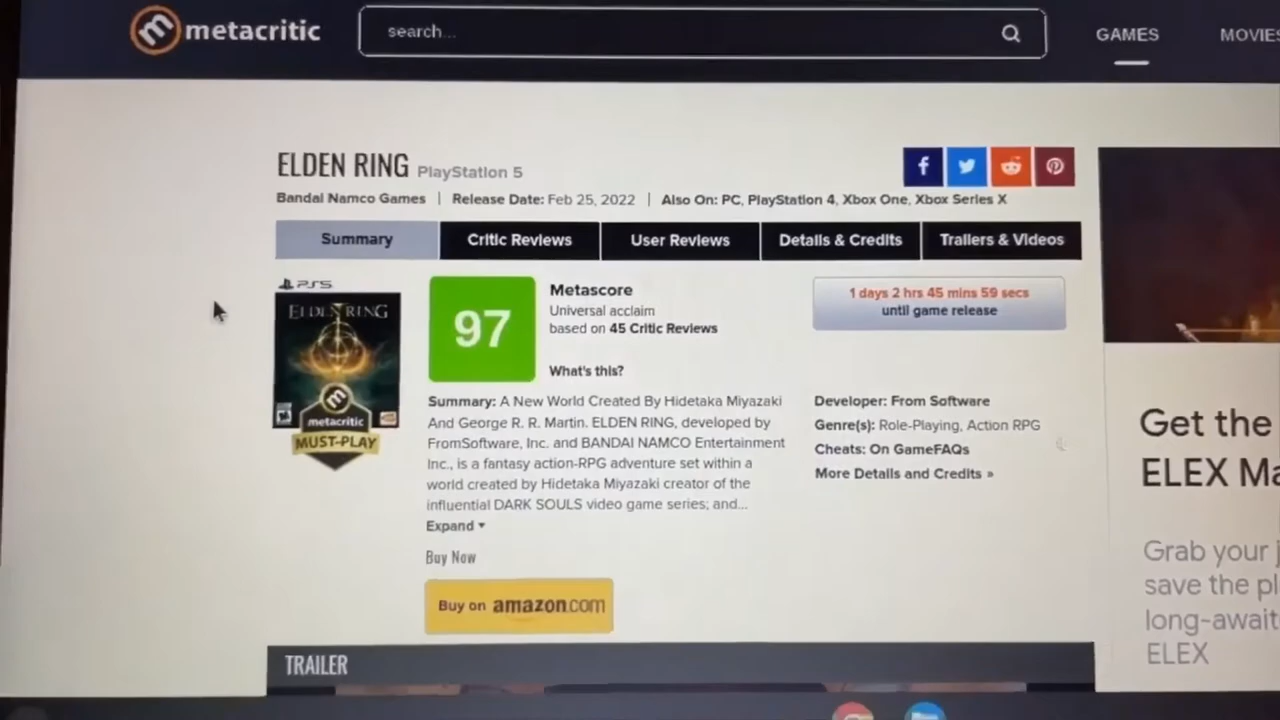 metacritic
search...
GAMES
MOVIES
ELDEN RING PlayStation 5
Bandai Namco Games | Release Date: Feb 25, 2022 | Also On: PC, PlayStation 4, Xbox One, Xbox Series X
Summary
Critic Reviews
User Reviews
Details & Credits
Trailers & Videos
PS5
ELDEN RING
metacritic
MUST-PLAY
97
Metascore
Universal acclaim
based on 45 Critic Reviews
What's this?
1 days 2 hrs 45 mins 59 secs
until game release
Summary: A New World Created By Hidetaka Miyazaki
And George R. R. Martin. ELDEN RING, developed by
FromSoftware, Inc. and BANDAI NAMCO Entertainment
Inc., is a fantasy action-RPG adventure set within a
world created by Hidetaka Miyazaki creator of the
influential DARK SOULS video game series; and...
Expand
Developer: From Software
Genre(s): Role-Playing, Action RPG
Cheats: On GameFAQs
More Details and Credits »
Buy Now
Buy on amazon.com
TRAILER
Get the
ELEX Ma
Grab your j
save the pl
long-await
ELEX